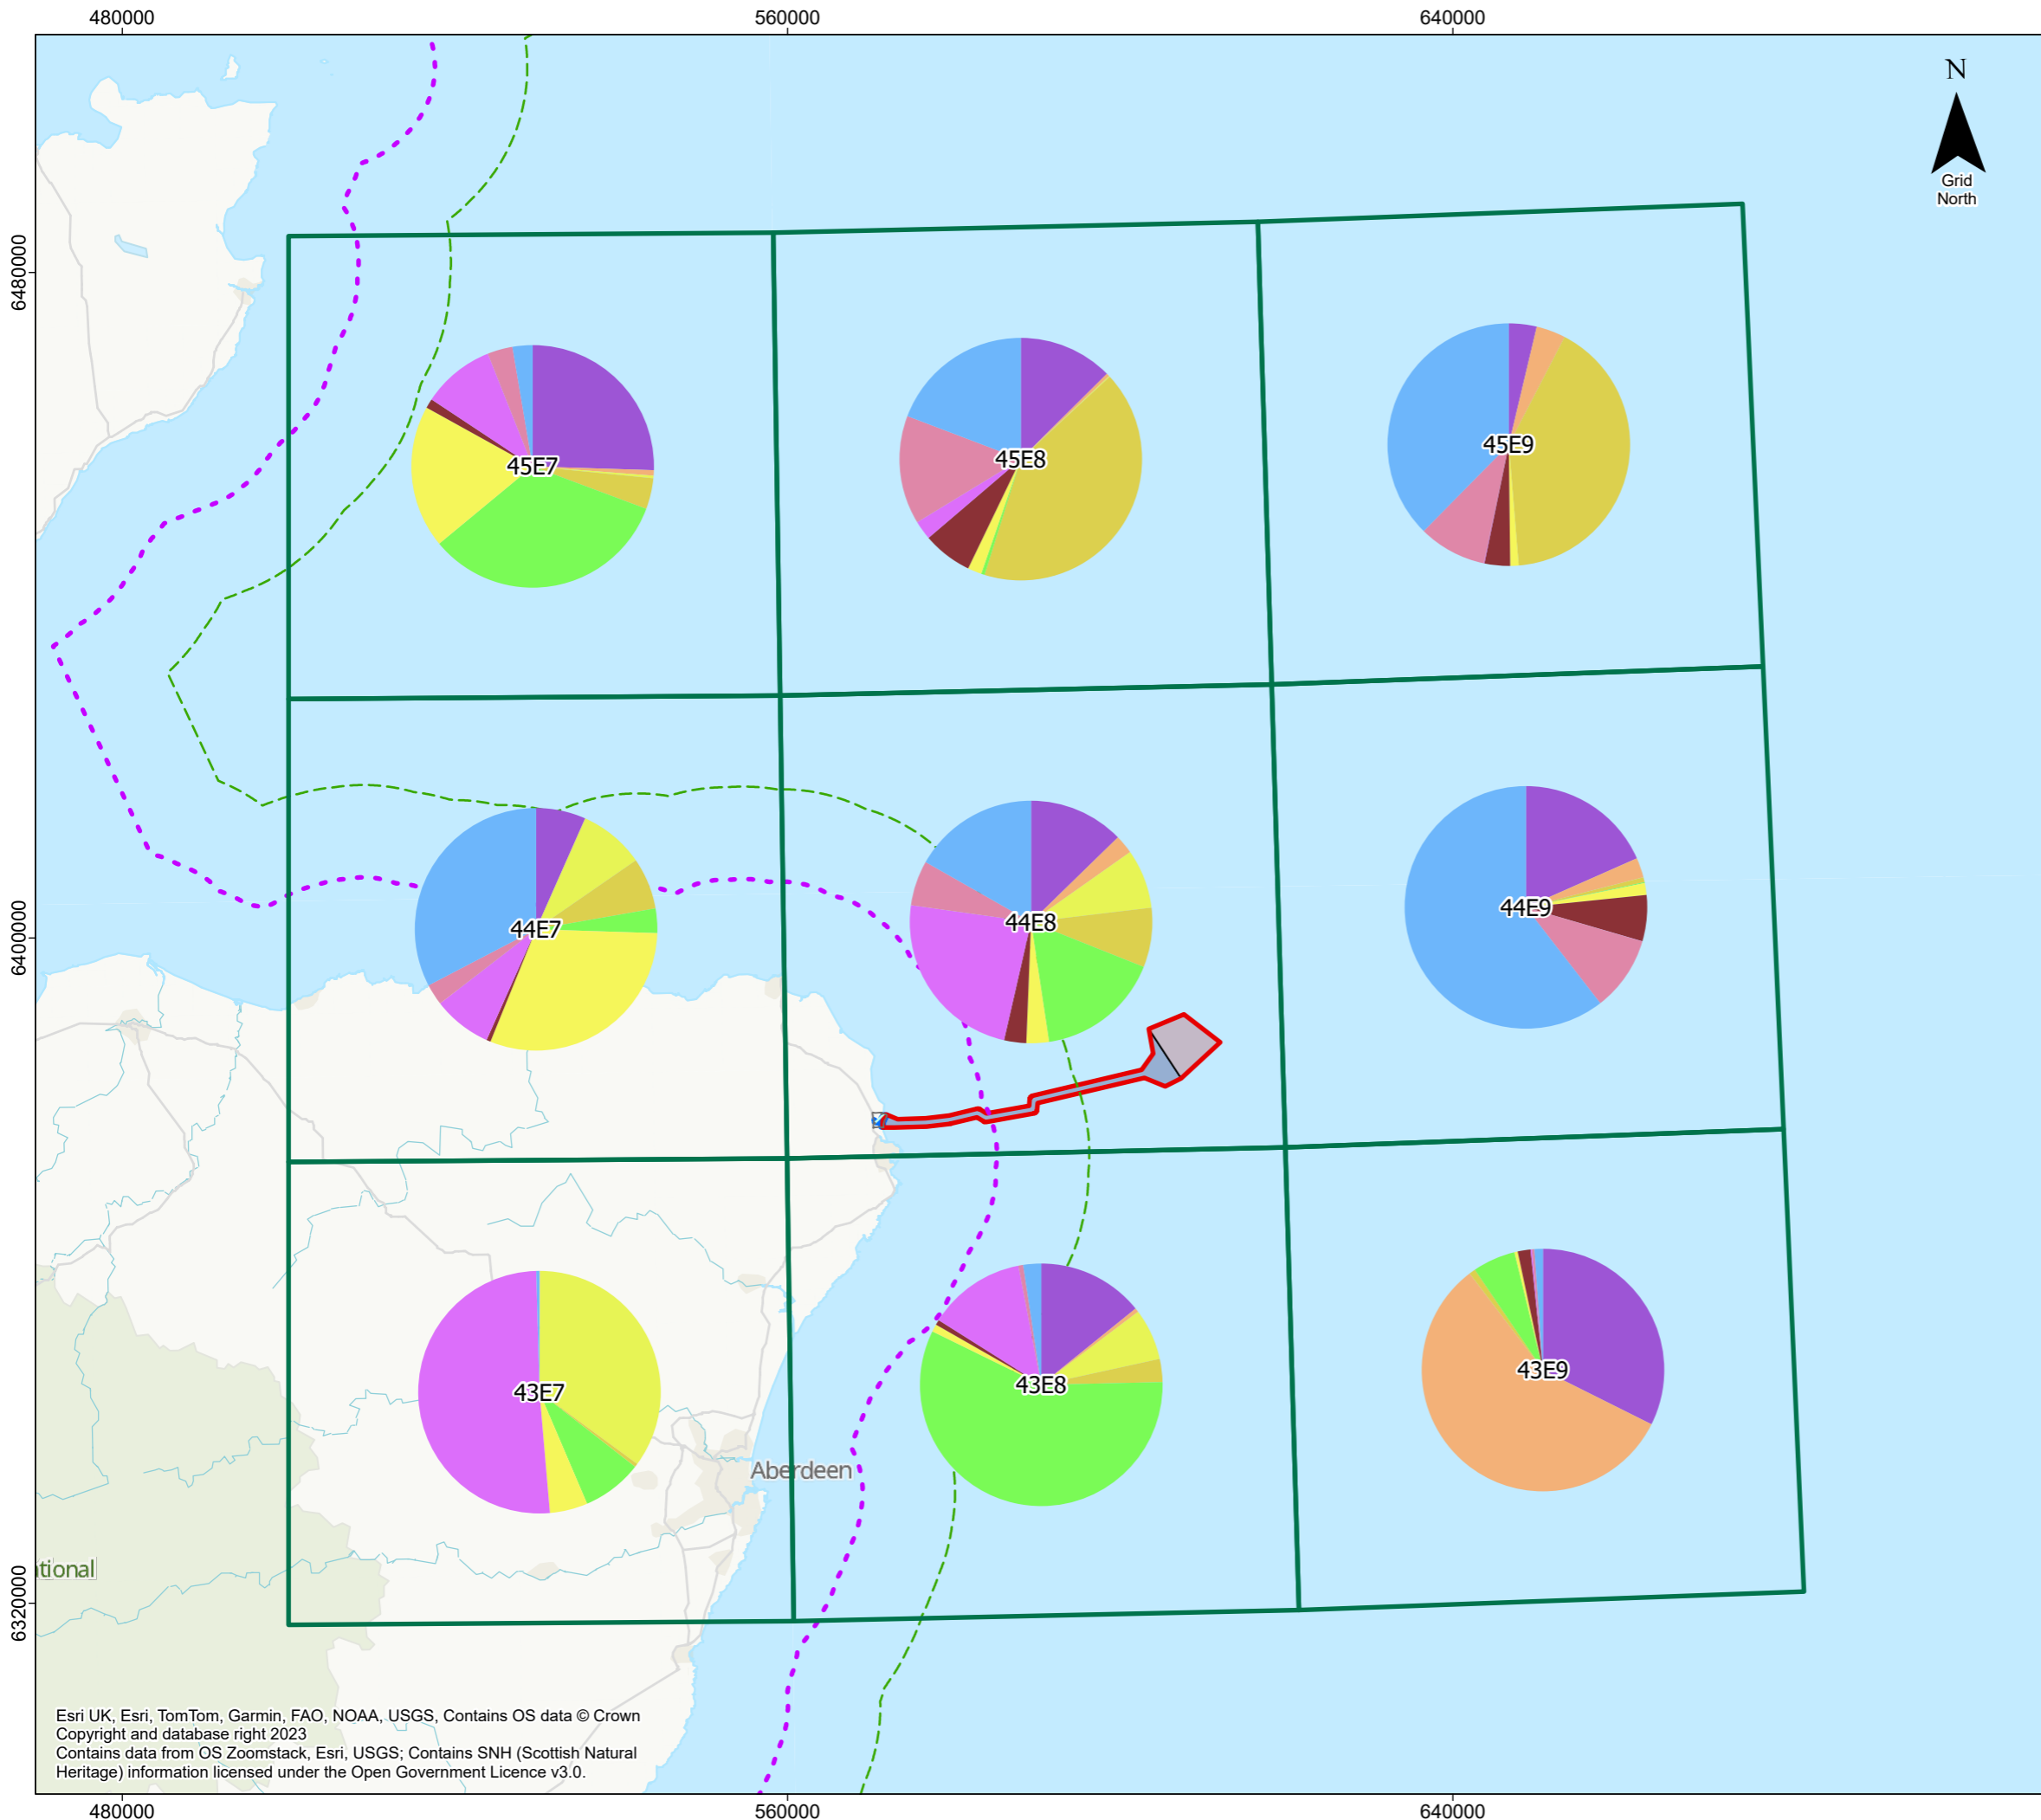 480000
560000
640000
N
Grid
North
6480000
45E7
45E8
45E9
6400000
44E7
44E8
44E9
43E7
43E8
43E9
Aberdeen
tional
6320000
Esri UK, Esri, TomTom, Garmin, FAO, NOAA, USGS, Contains OS data © Crown
Copyright and database right 2023
Contains data from OS Zoomstack, Esri, USGS; Contains SNH (Scottish Natural
Heritage) information licensed under the Open Government Licence v3.0.
480000
560000
640000